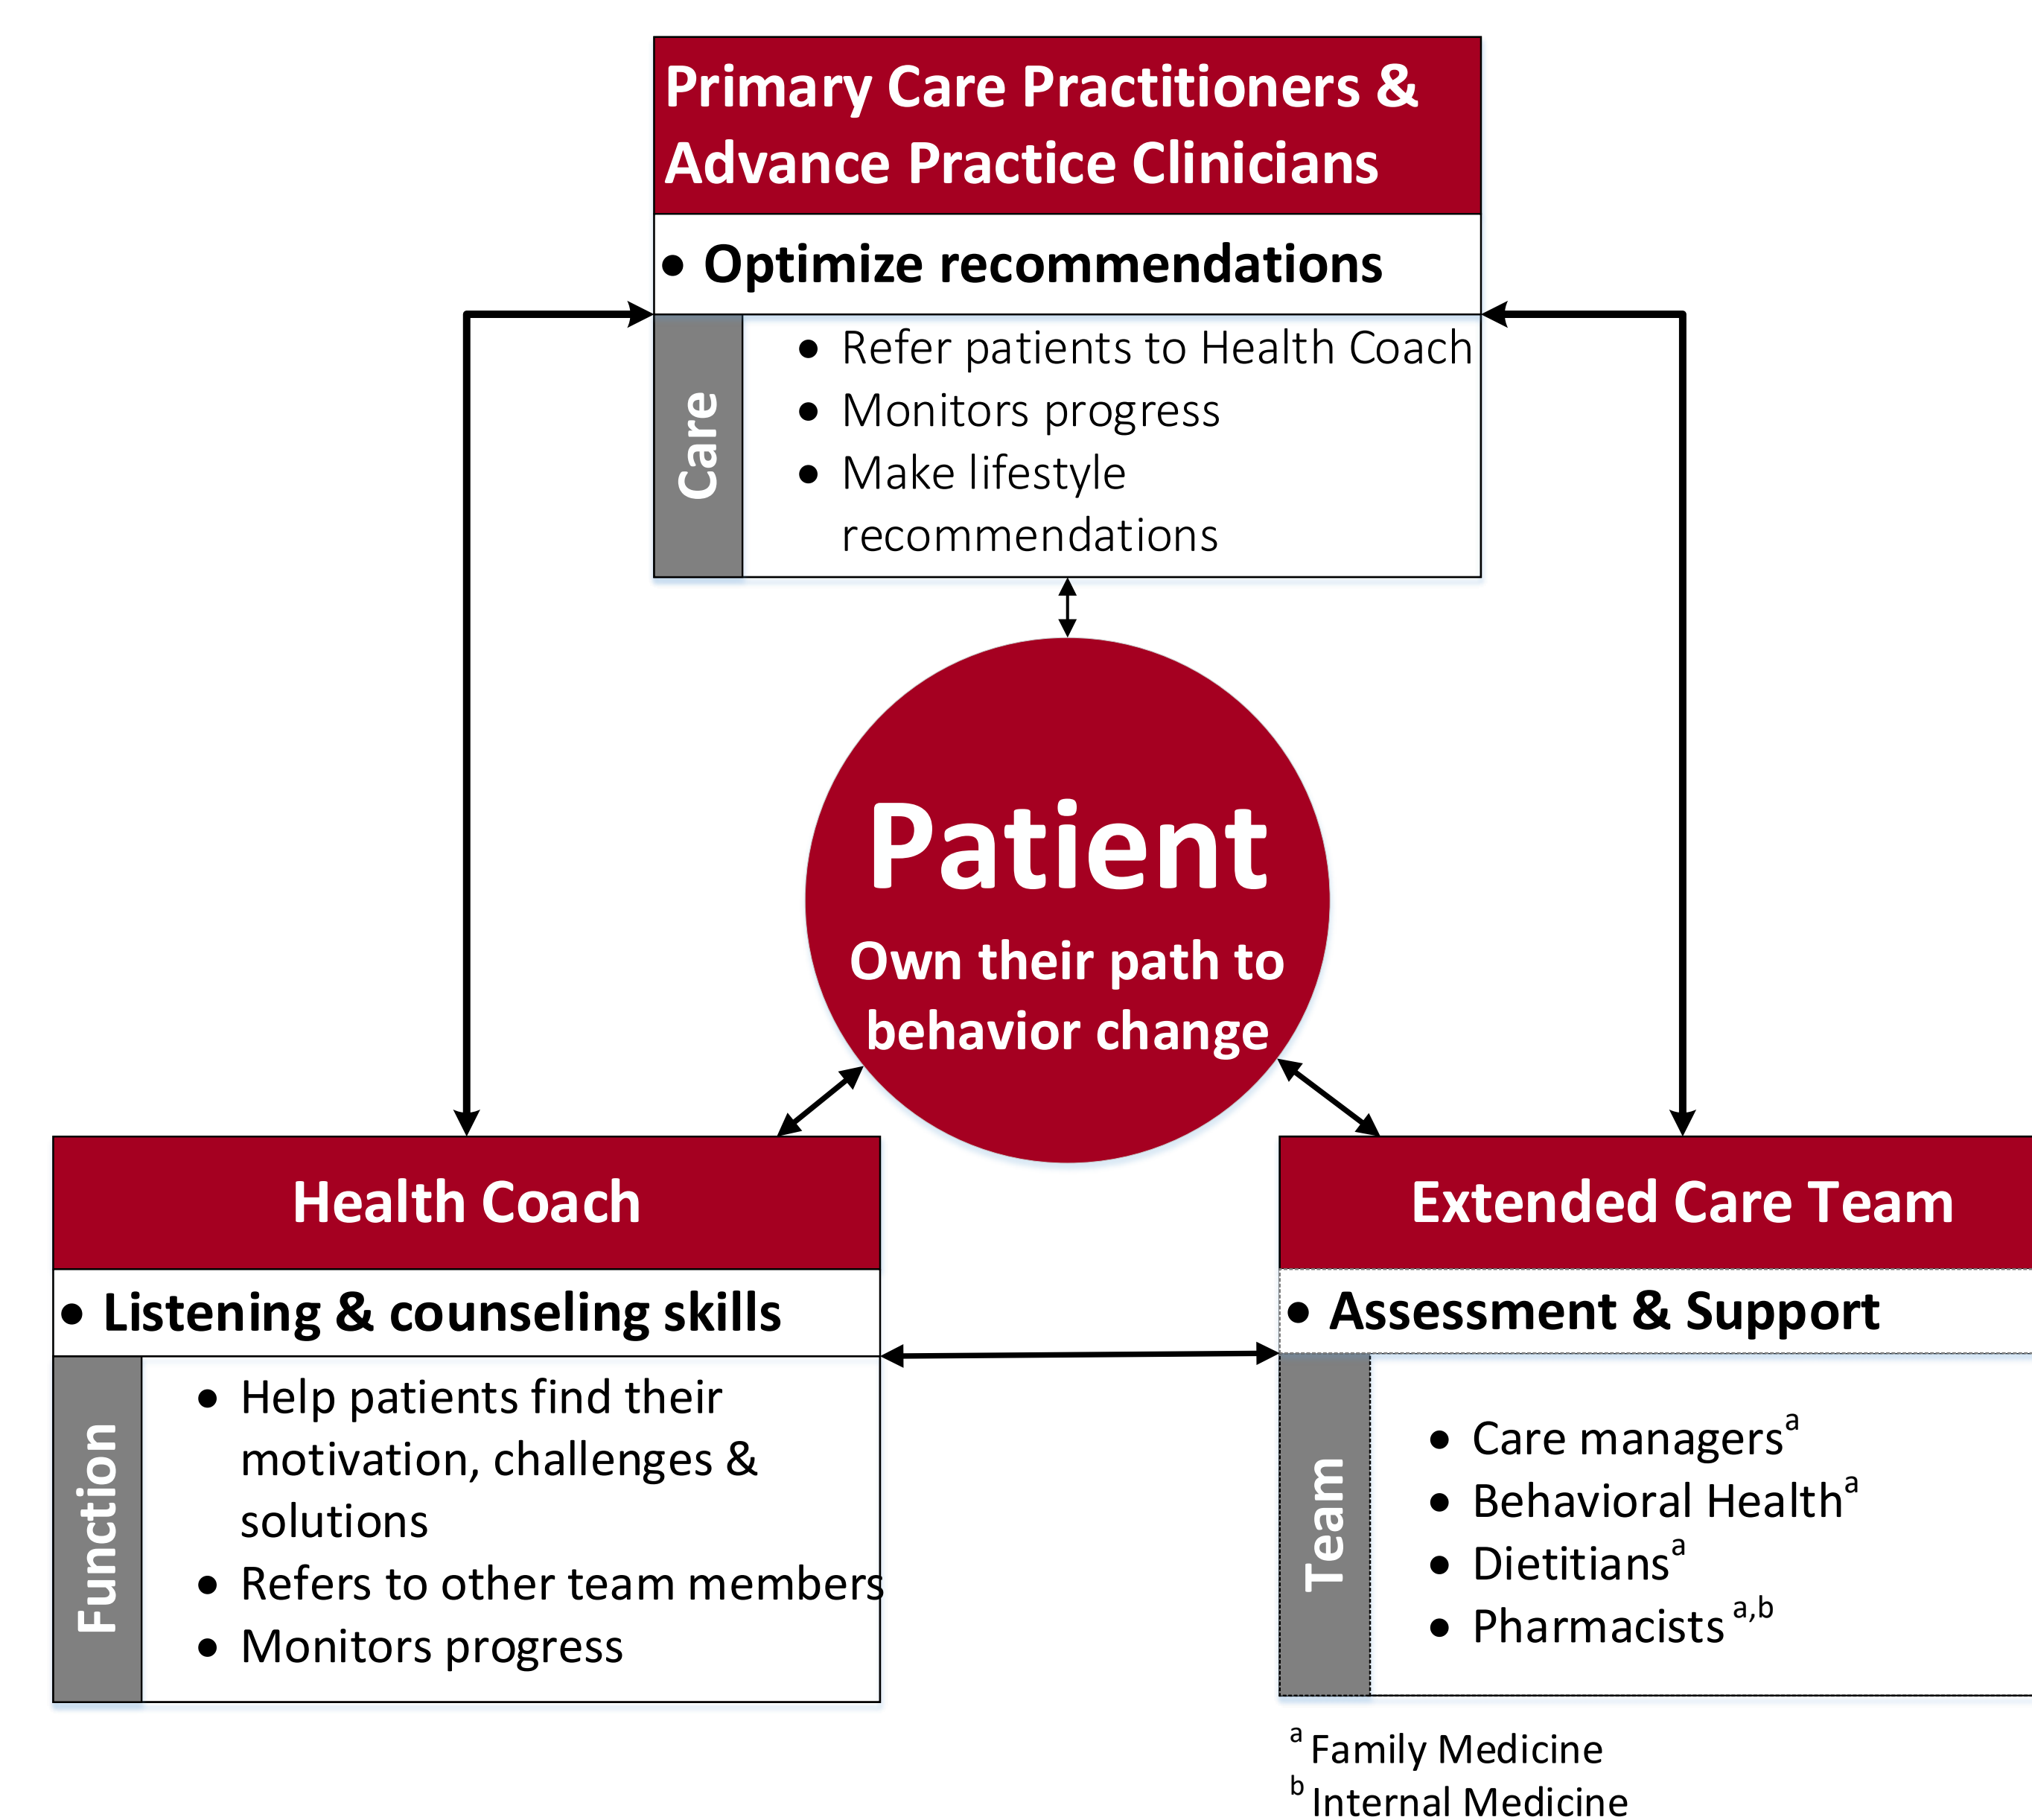 Primary Care Practitioners &
Advance Practice Clinicians
• Optimize recommendations
Care
• Refer patients to Health Coach
• Monitors progress
• Make lifestyle
recommendations
Patient
Own their path to
behavior change
Health Coach
• Listening & counseling skills
Function
• Help patients find their
motivation, challenges &
solutions
• Refers to other team members
• Monitors progress
Extended Care Team
• Assessment & Support
Team
• Care managersᵃ
• Behavioral Healthᵃ
• Dietitiansᵃ
• Pharmacists ᵃ,ᵇ
ᵃ Family Medicine
ᵇ Internal Medicine